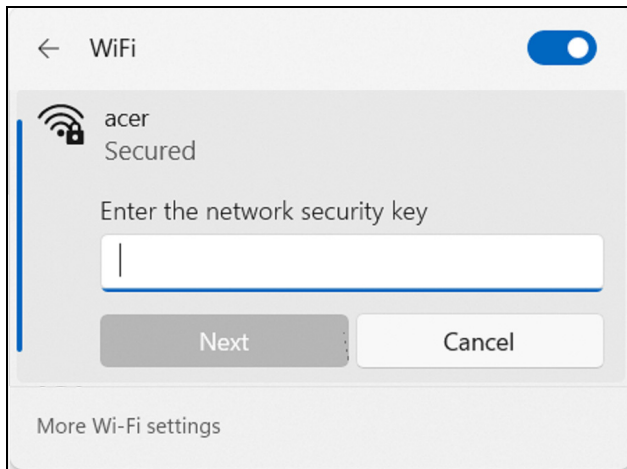 WiFi
acer
Secured
Enter the network security key
Next
Cancel
More Wi-Fi settings